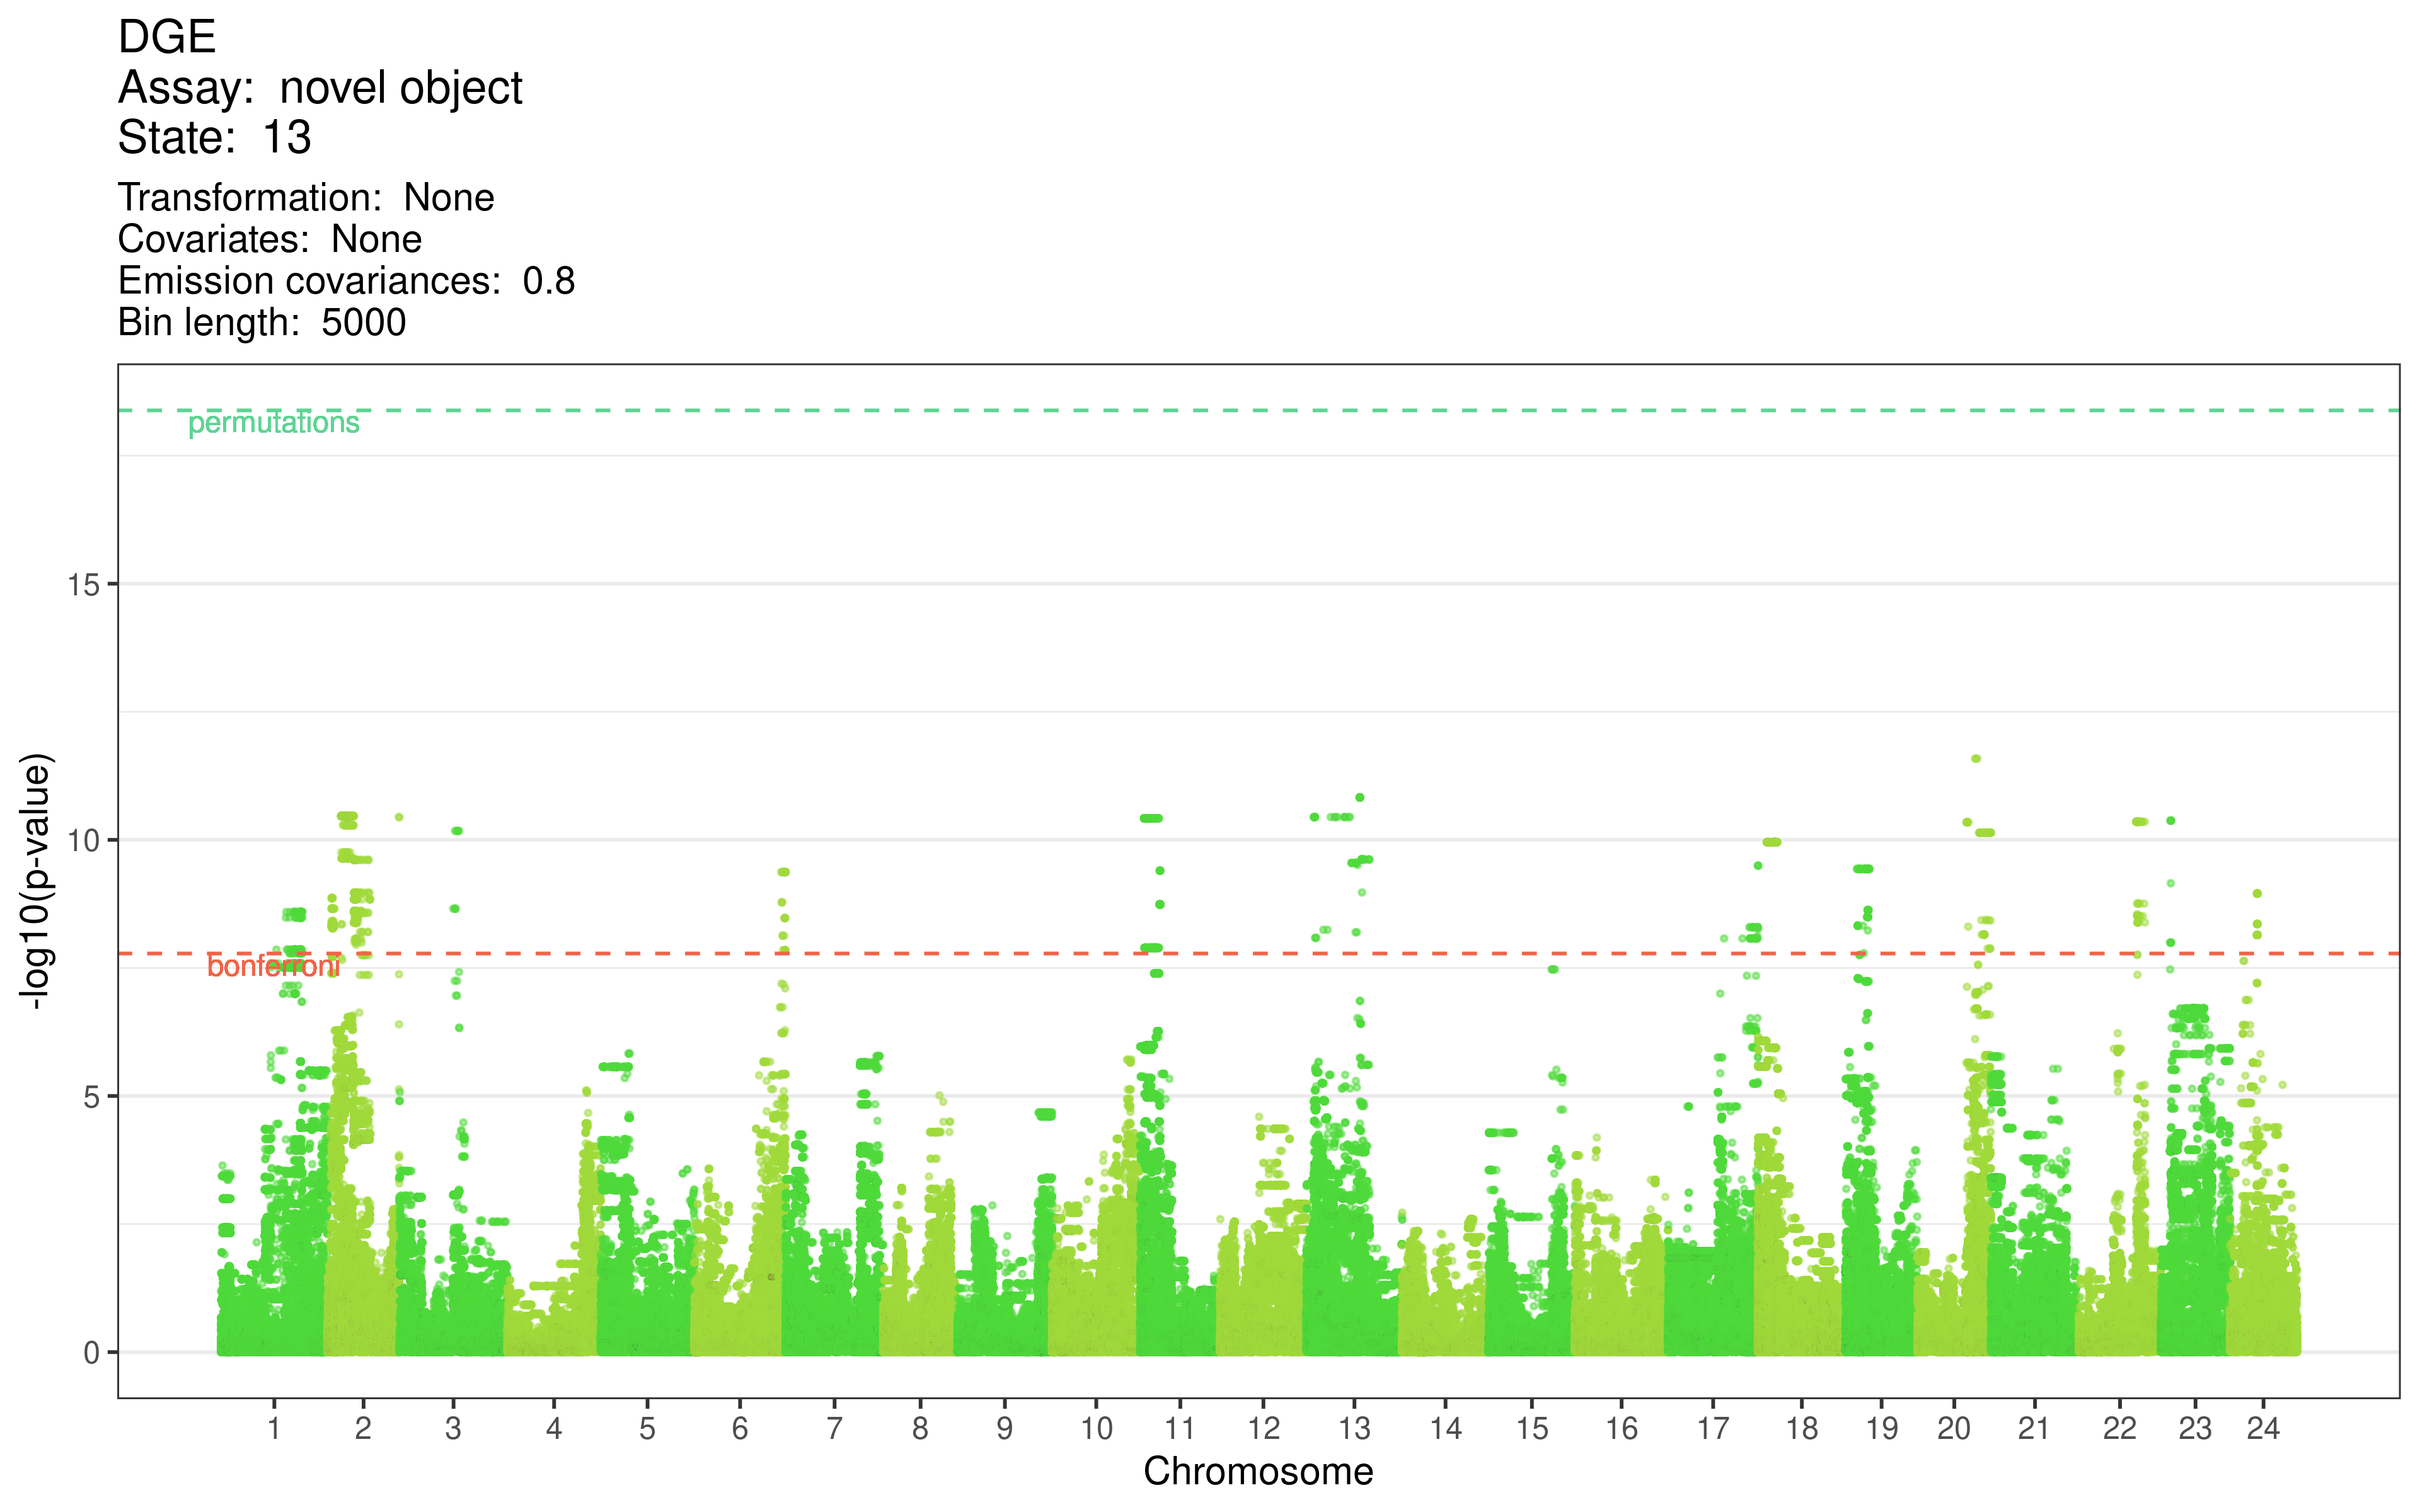 DGE
Assay: novel object
State: 13
Transformation: None
Covariates: None
Emission covariances: 0.8
Bin length: 5000
permutations
15
-log10(p-value)
10
bonferroni
5
0
1 2 3 4 5 6 7 8 9 10 11 12 13 14 15 16 17 18 19 20 21 22 23 24
Chromosome